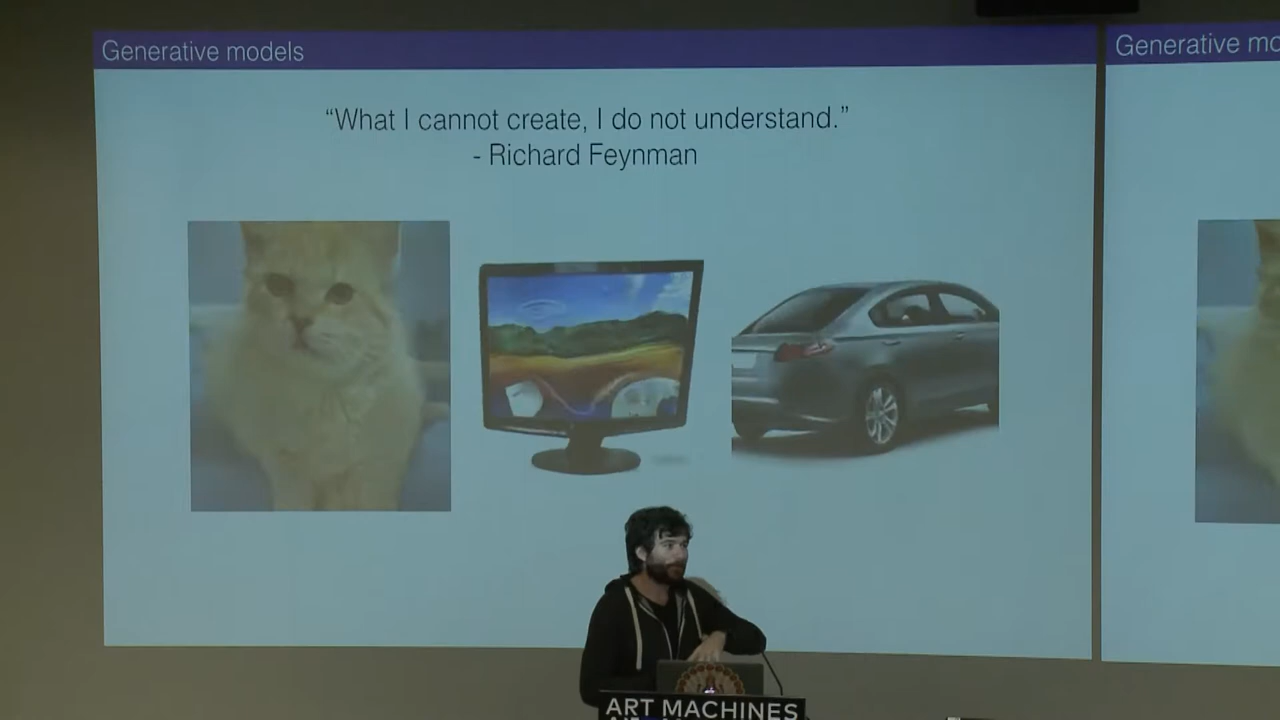 Generative models
“What I cannot create, I do not understand.”
- Richard Feynman
Generative mo
ART MACHINES